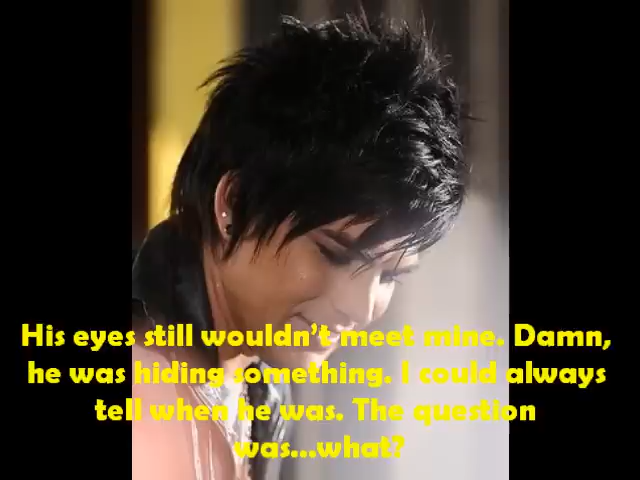 His eyes still wouldn’t meet mine. Damn,
he was hiding something. I could always
tell when he was. The question
was...what?